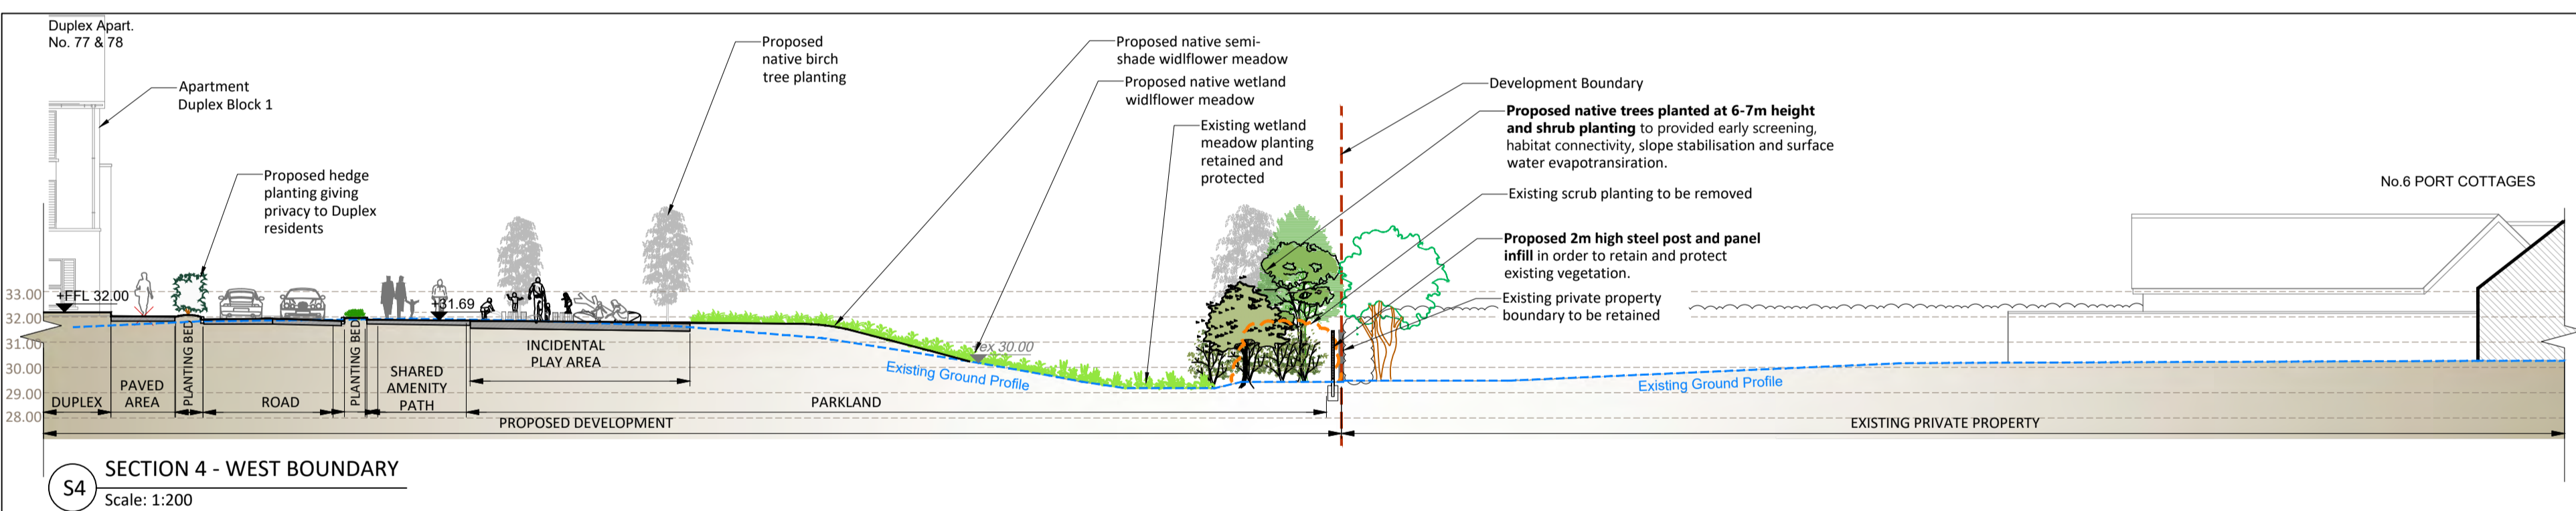 Duplex Apart.
No. 77 & 78
Apartment
Duplex Block 1
Proposed hedge
planting giving
privacy to Duplex
residents
Proposed
native birch
tree planting
Proposed native semi-
shade widlflower meadow
Proposed native wetland
widlflower meadow
Existing wetland
meadow planting
retained and
protected
Development Boundary
Proposed native trees planted at 6-7m height
and shrub planting to provided early screening,
habitat connectivity, slope stabilisation and surface
water evapotransiration.
Existing scrub planting to be removed
Proposed 2m high steel post and panel
infill in order to retain and protect
existing vegetation.
Existing private property
boundary to be retained
No.6 PORT COTTAGES
33.00
32.00
31.00
30.00
29.00
28.00
+FFL 32.00
+31.69
ex 30.00
Existing Ground Profile
Existing Ground Profile
DUPLEX
PAVED
AREA
PLANTING BED
ROAD
PLANTING BED
SHARED
AMENITY
PATH
INCIDENTAL
PLAY AREA
PARKLAND
PROPOSED DEVELOPMENT
EXISTING PRIVATE PROPERTY
S4
SECTION 4 - WEST BOUNDARY
Scale: 1:200